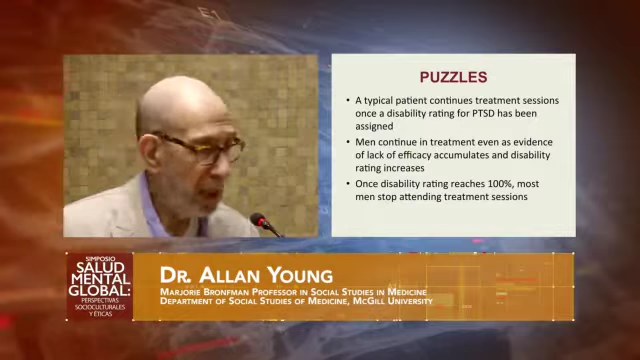 PUZZLES
• A typical patient continues treatment sessions
once a disability rating for PTSD has been
assigned
• Men continue in treatment even as evidence
of lack of efficacy accumulates and disability
rating increases
• Once disability rating reaches 100%, most
men stop attending treatment sessions
SIMPOSIO
SALUD
MENTAL
GLOBAL:
PERSPECTIVAS
SOCIOCULTURALES
Y ÉTICAS
DR. ALLAN YOUNG
MARJORIE BRONFMAN PROFESSOR IN SOCIAL STUDIES IN MEDICINE
DEPARTMENT OF SOCIAL STUDIES OF MEDICINE, MCGILL UNIVERSITY